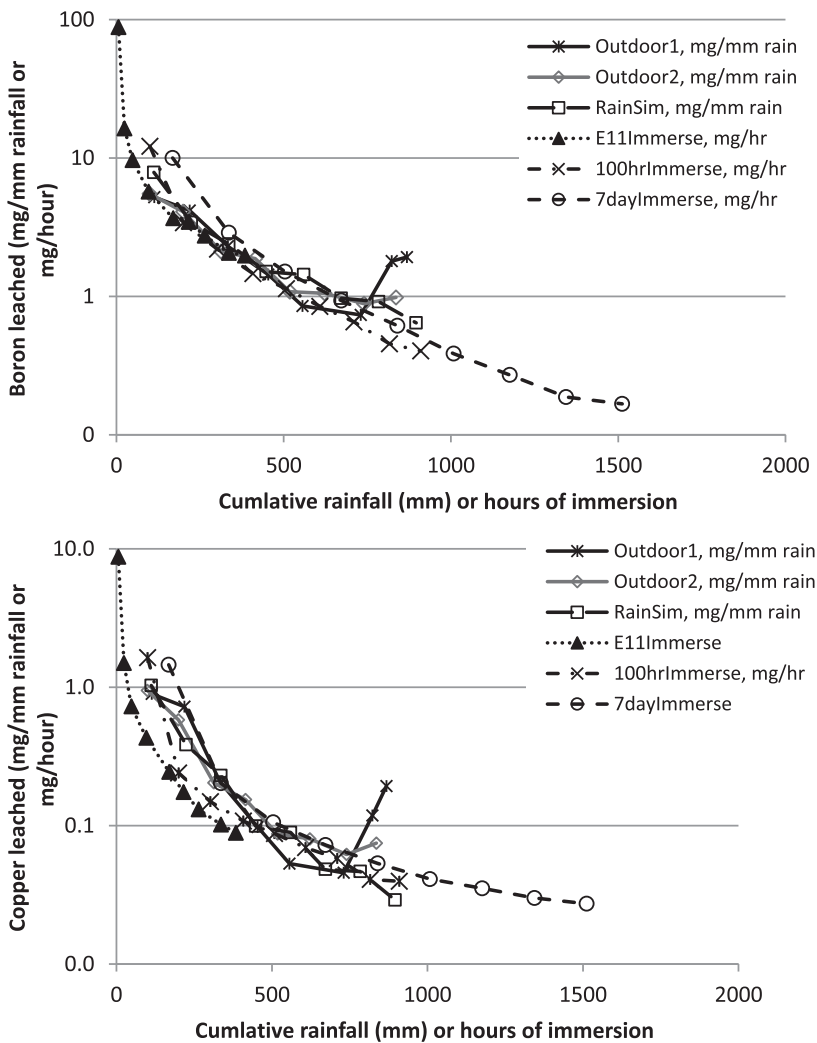 100
10
1
0
Boron leached (mg/mm rainfall or
mg/hour)
Outdoor1, mg/mm rain
Outdoor2, mg/mm rain
RainSim, mg/mm rain
E11Immerse, mg/hr
100hrImmerse, mg/hr
7dayImmerse, mg/hr
0 500 1000 1500 2000
Cumlative rainfall (mm) or hours of immersion
10.0
1.0
0.1
0.0
Copper leached (mg/mm rainfall or
mg/hour)
Outdoor1, mg/mm rain
Outdoor2, mg/mm rain
RainSim, mg/mm rain
E11Immerse
100hrImmerse, mg/hr
7dayImmerse
0 500 1000 1500 2000
Cumlative rainfall (mm) or hours of immersion